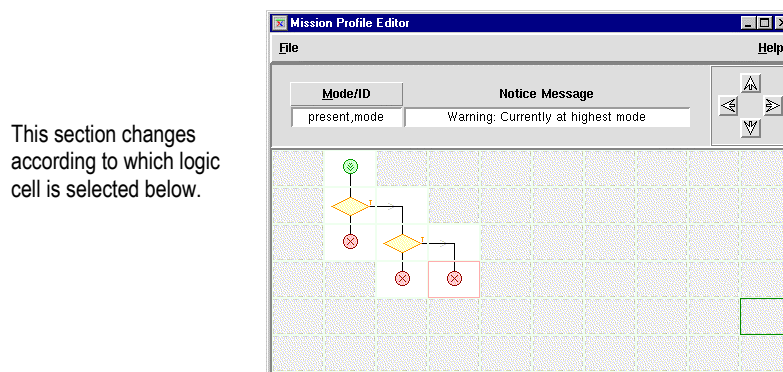 Mission Profile Editor
File
Help
Mode/ID
Notice Message
present,mode
Warning: Currently at highest mode
This section changes
according to which logic
cell is selected below.